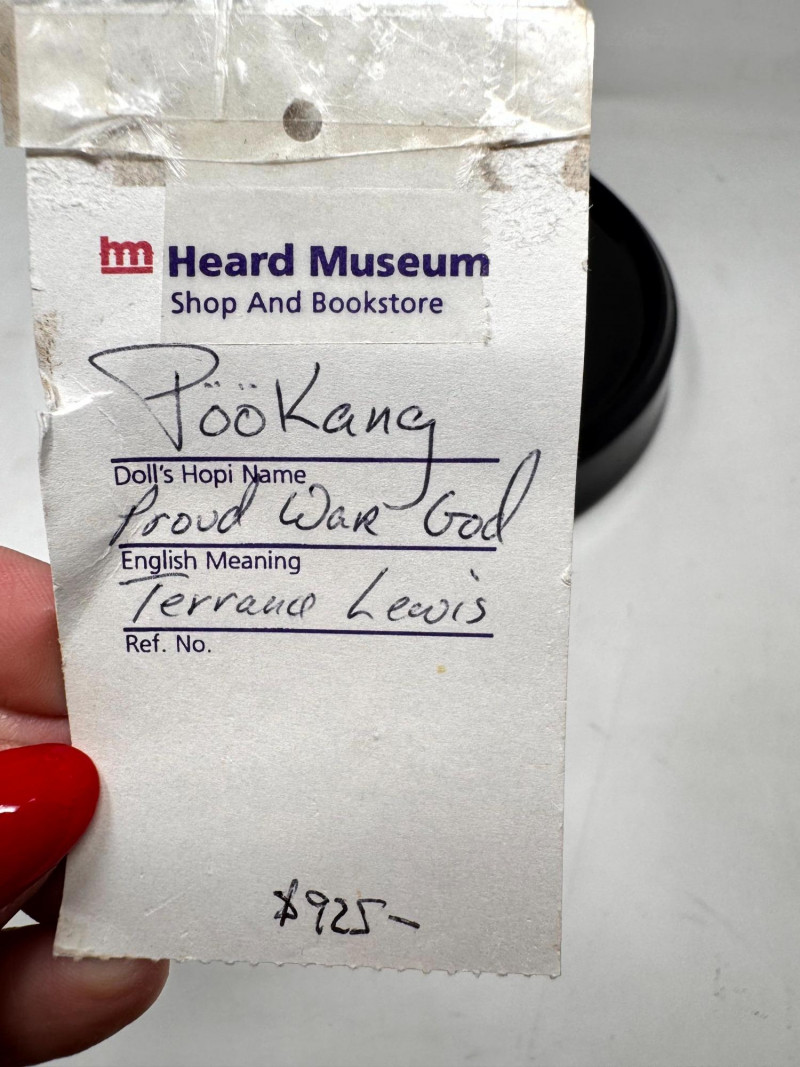 hm Heard Museum
Shop And Bookstore
PööKang
Doll's Hopi Name
Proud War God
English Meaning
Terrance Lewis
Ref. No.
$925-